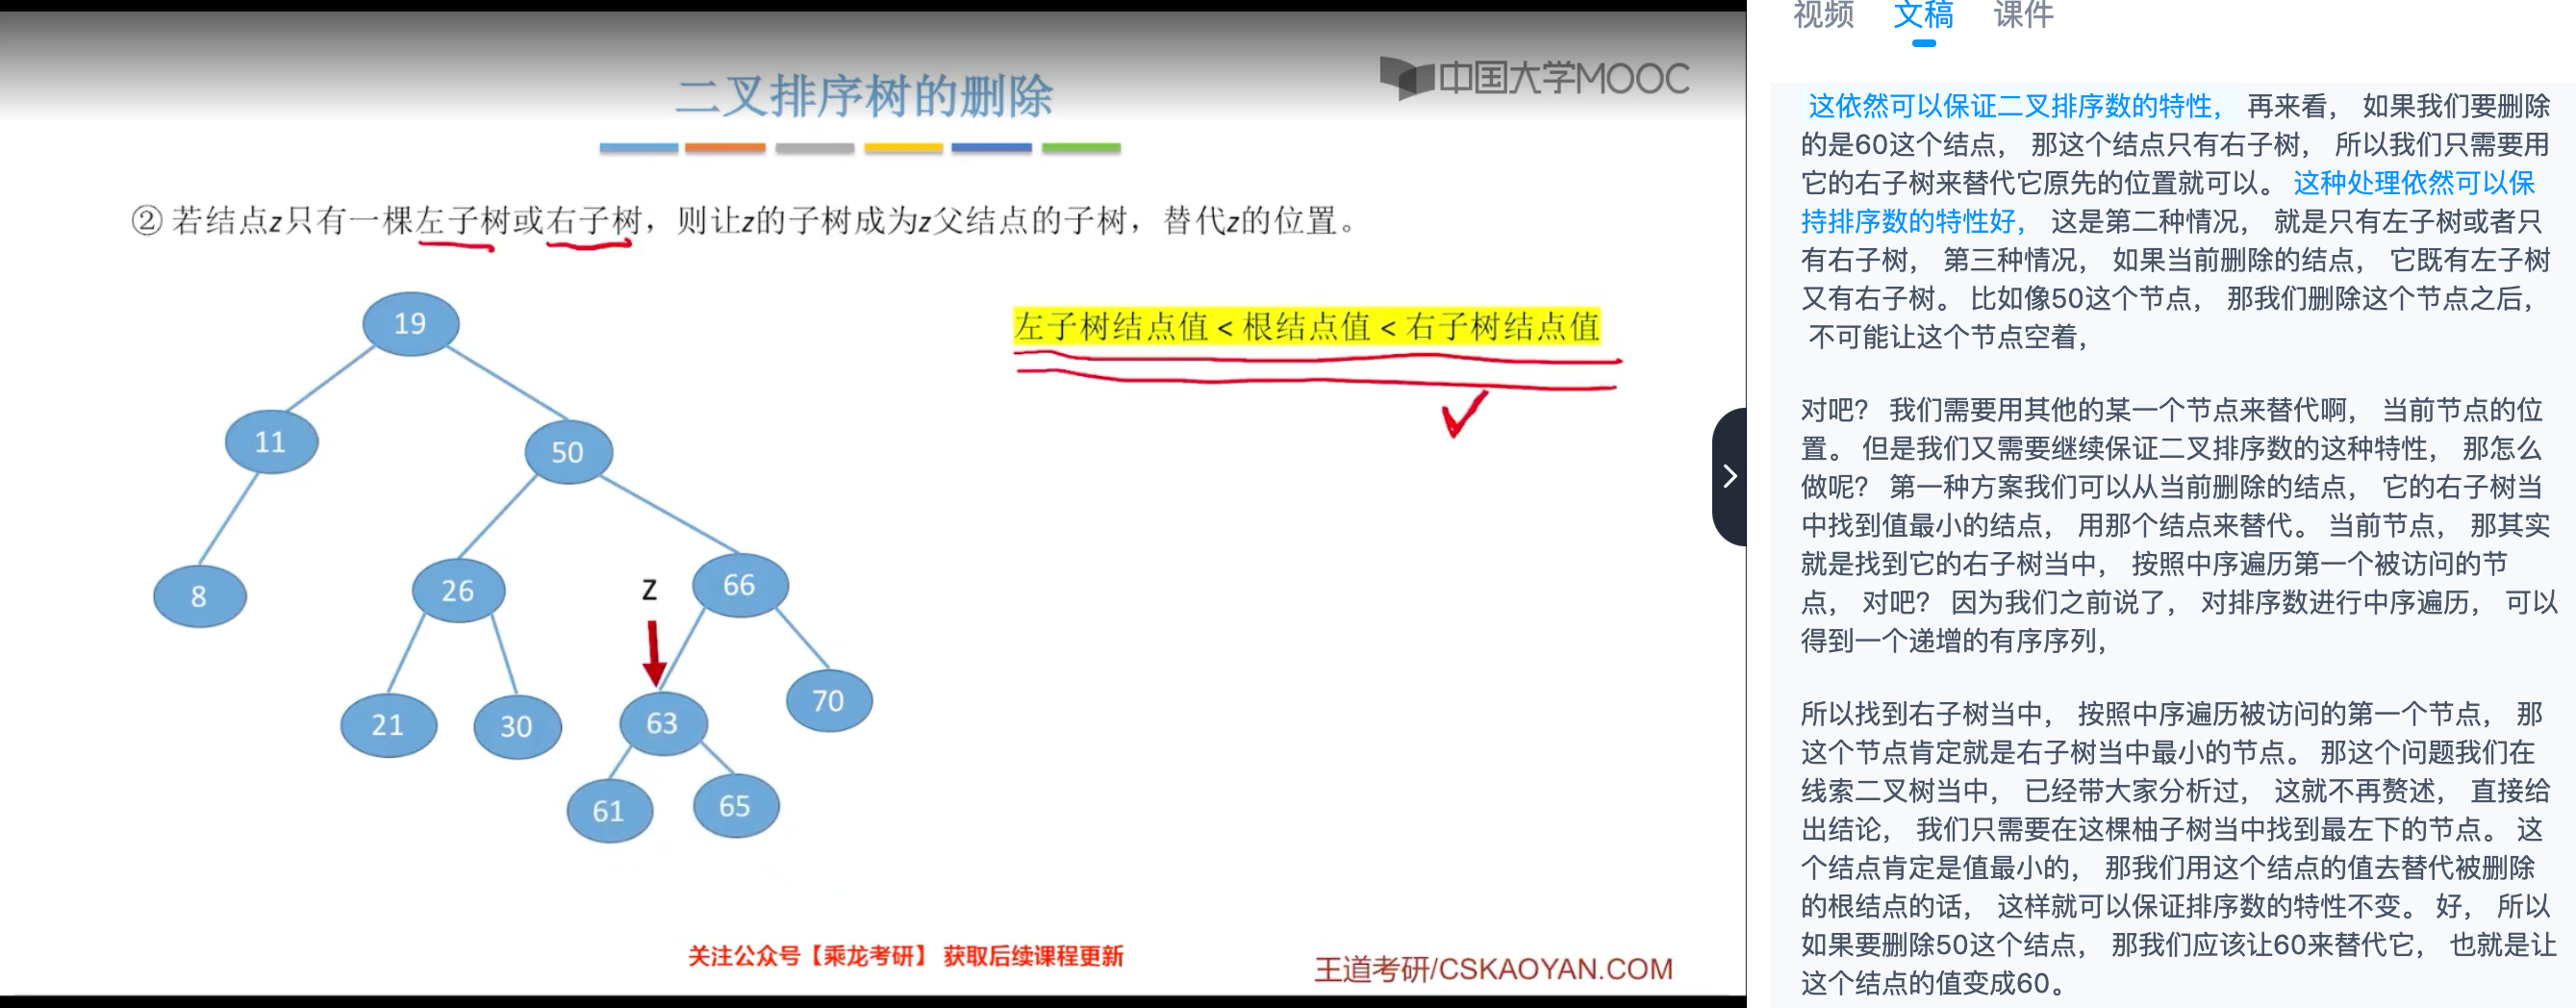 二叉排序树的删除
中国大学MOOC
② 若结点z只有一棵左子树或右子树，则让z的子树成为z父结点的子树，替代z的位置。
左子树结点值 < 根结点值 < 右子树结点值
19
11
50
8
26
z
66
21
30
63
70
61
65
关注公众号【乘龙考研】 获取后续课程更新
王道考研/CSKAOYAN.COM
视频 文稿 课件
这依然可以保证二叉排序数的特性， 再来看， 如果我们要删除
的是60这个结点， 那这个结点只有右子树， 所以我们只需要用
它的右子树来替代它原先的位置就可以。 这种处理依然可以保
持排序数的特性好， 这是第二种情况， 就是只有左子树或者只
有右子树， 第三种情况， 如果当前删除的结点， 它既有左子树
又有右子树。 比如像50这个节点， 那我们删除这个节点之后，
不可能让这个节点空着，
对吧？ 我们需要用其他的某一个节点来替代啊， 当前节点的位
置。 但是我们又需要继续保证二叉排序数的这种特性， 那怎么
做呢？ 第一种方案我们可以从当前删除的结点， 它的右子树当
中找到值最小的结点， 用那个结点来替代。 当前节点， 那其实
就是找到它的右子树当中， 按照中序遍历第一个被访问的节
点， 对吧？ 因为我们之前说了， 对排序数进行中序遍历， 可以
得到一个递增的有序序列，
所以找到右子树当中， 按照中序遍历被访问的第一个节点， 那
这个节点肯定就是右子树当中最小的节点。 那这个问题我们在
线索二叉树当中， 已经带大家分析过， 这就不再赘述， 直接给
出结论， 我们只需要在这棵柚子树当中找到最左下的节点。 这
个结点肯定是值最小的， 那我们用这个结点的值去替代被删除
的根结点的话， 这样就可以保证排序数的特性不变。 好， 所以
如果要删除50这个结点， 那我们应该让60来替代它， 也就是让
这个结点的值变成60。